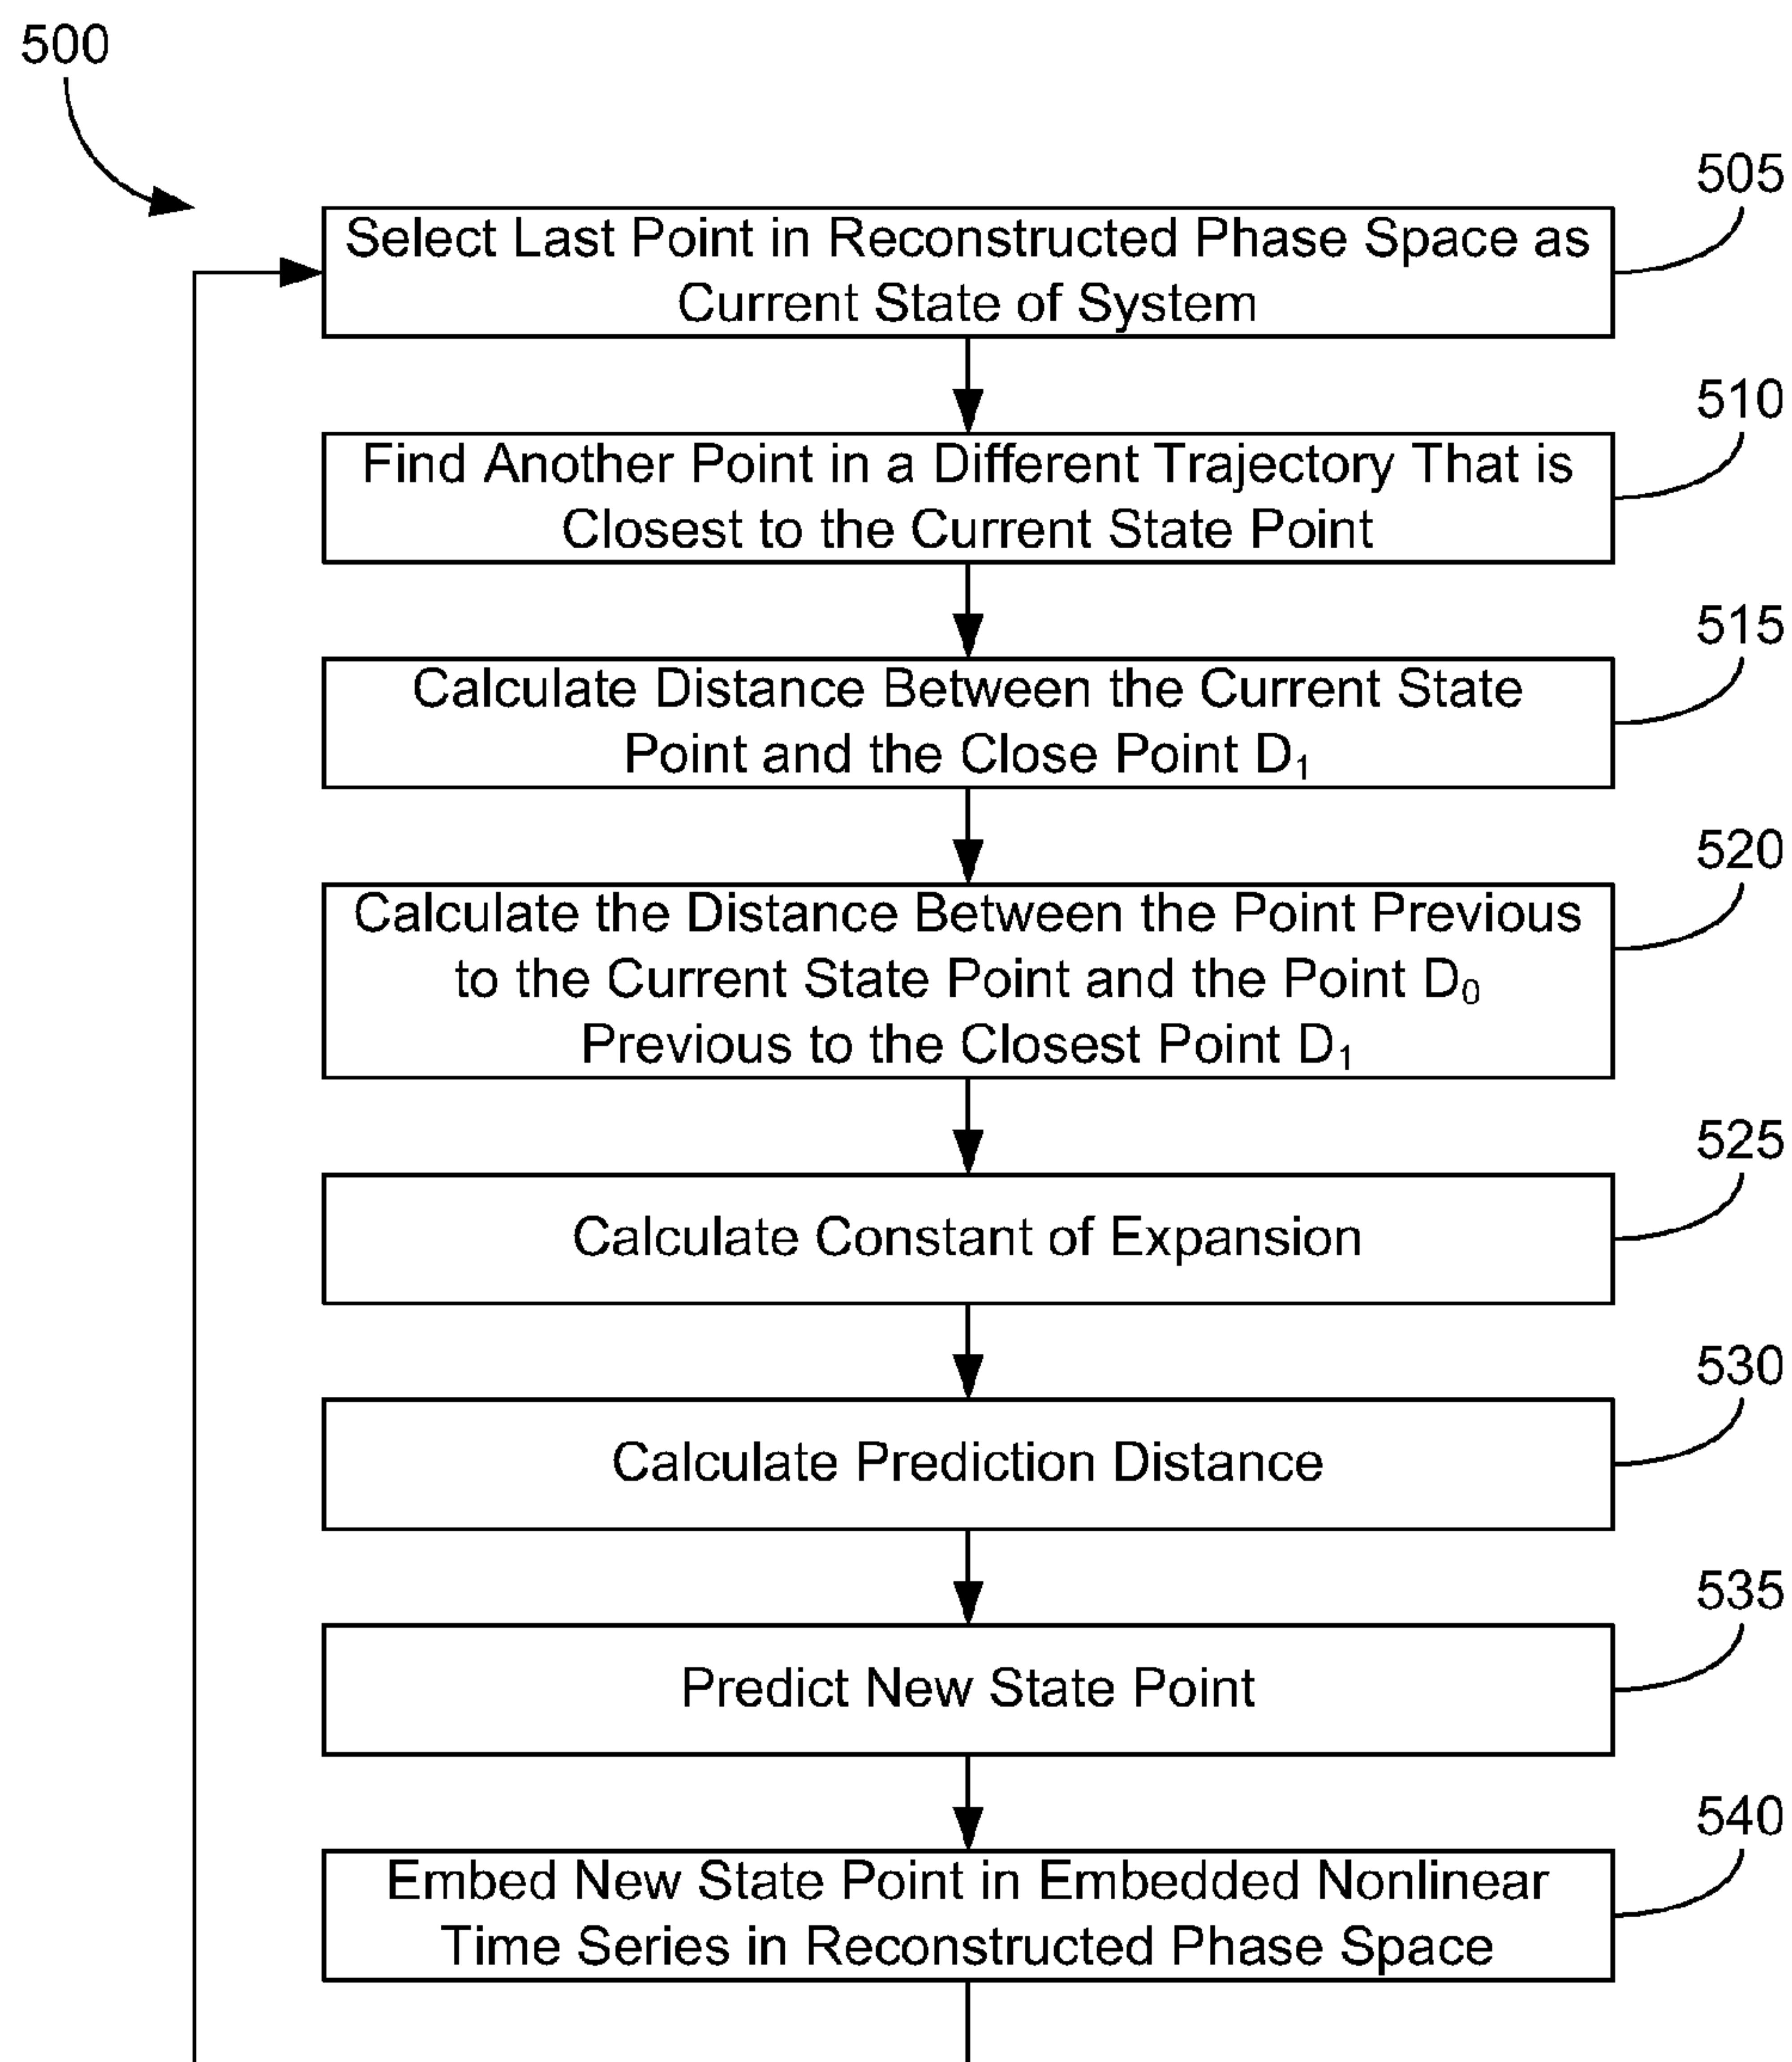 500
505
Select Last Point in Reconstructed Phase Space as
Current State of System
510
Find Another Point in a Different Trajectory That is
Closest to the Current State Point
515
Calculate Distance Between the Current State
Point and the Close Point D₁
520
Calculate the Distance Between the Point Previous
to the Current State Point and the Point D₀
Previous to the Closest Point D₁
525
Calculate Constant of Expansion
530
Calculate Prediction Distance
535
Predict New State Point
540
Embed New State Point in Embedded Nonlinear
Time Series in Reconstructed Phase Space